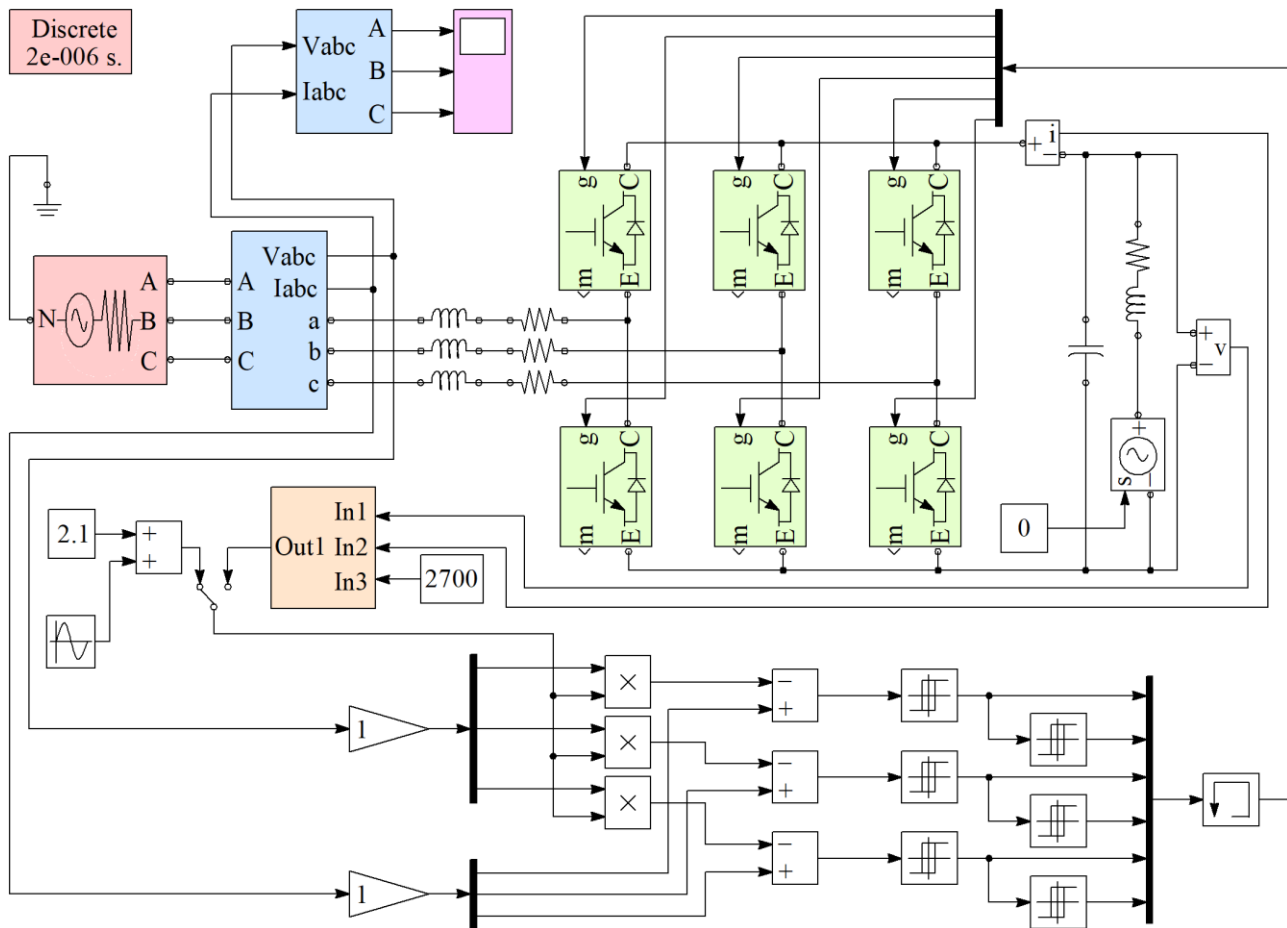 Discrete
2e-006 s.
Vabc
Iabc
A
B
C
N
A
B
C
A
B
C
Vabc
Iabc
a
b
c
g
C
m
E
g
C
m
E
g
C
m
E
+
i
−
+
v
−
g
C
m
E
g
C
m
E
g
C
m
E
s
+
−
0
2.1
+
+
Out1
In1
In2
In3
2700
×
×
×
−
+
−
+
−
+
1
1